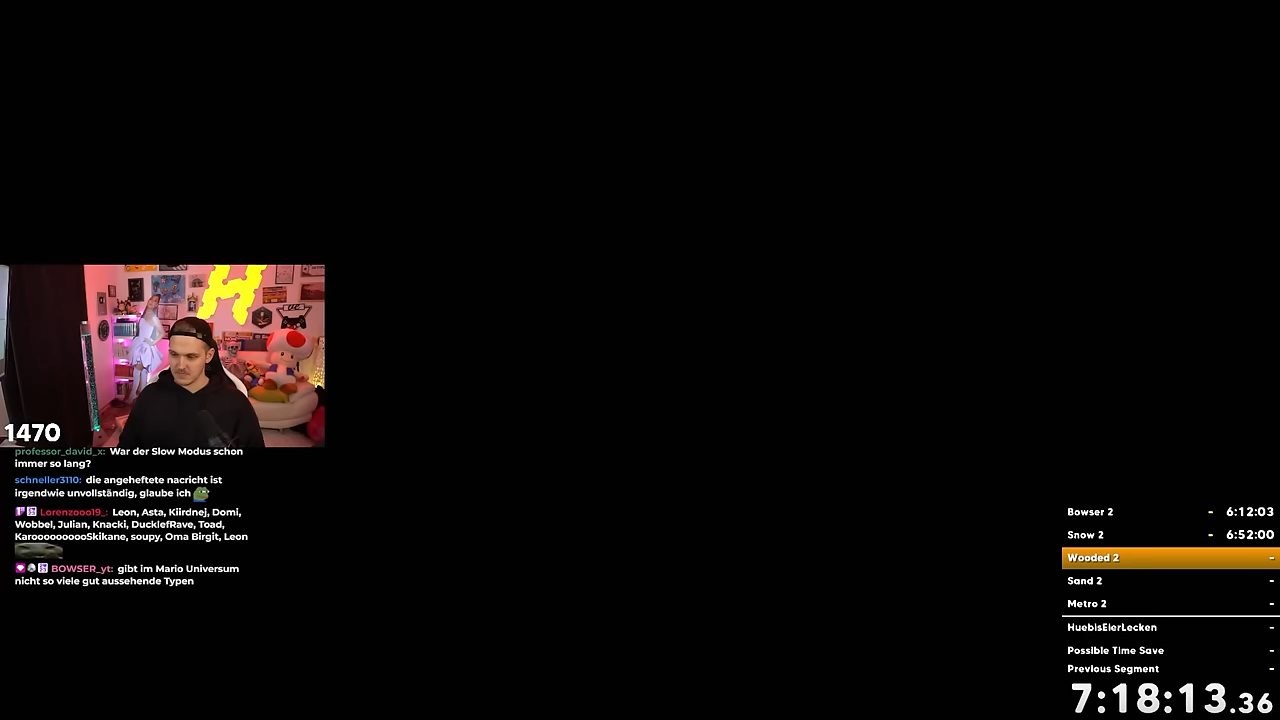 1470
professor_david_x: War der Slow Modus schon
immer so lang?
schneller3110: die angeheftete nacricht ist
irgendwie unvollständig, glaube ich
Lorenzooo19_: Leon, Asta, Kiirdnej, Domi,
Wobbel, Julian, Knacki, DucklefRave, Toad,
KaroooooooooSkikane, soupy, Oma Birgit, Leon
BOWSER_yt: gibt im Mario Universum
nicht so viele gut aussehende Typen
Bowser 2 - 6:12:03
Snow 2 - 6:52:00
Wooded 2 -
Sand 2 -
Metro 2 -
HuebisEierLecken -
Possible Time Save -
Previous Segment -
7:18:13.36